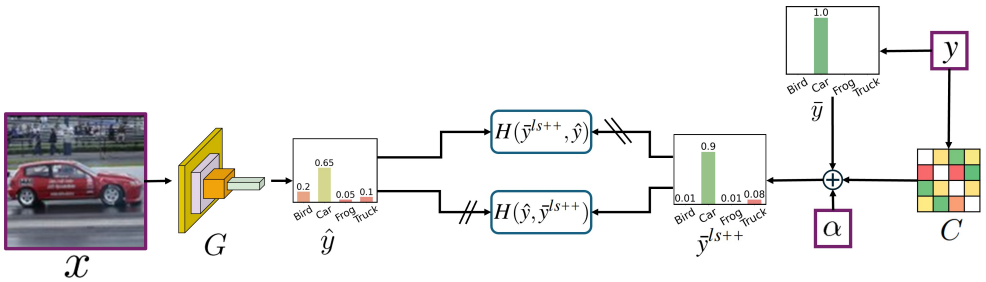 x
G
0.2
0.65
0.05
0.1
Bird
Car
Frog
Truck
ŷ
H(ȳ^{ls++}, ŷ)
H(ŷ, ȳ^{ls++})
0.01
0.9
0.01
0.08
Bird
Car
Frog
Truck
ȳ^{ls++}
1.0
Bird
Car
Frog
Truck
ȳ
y
+
α
C